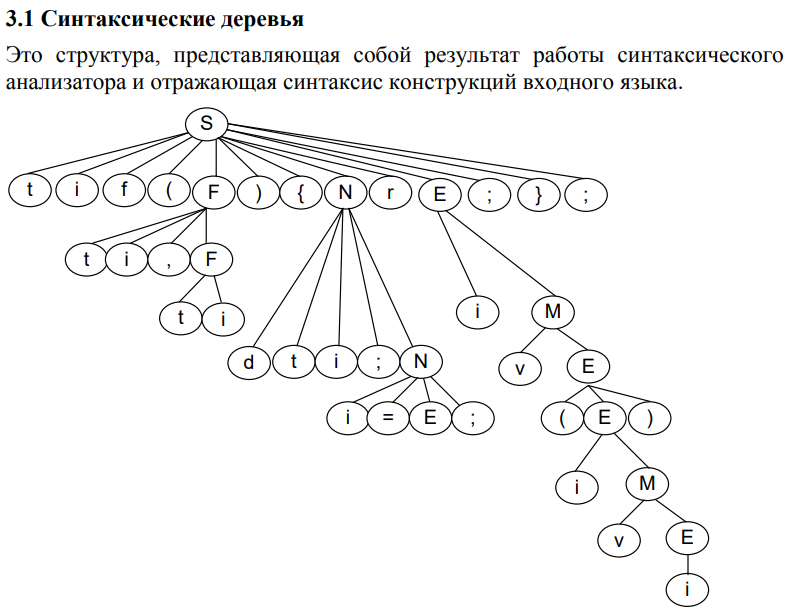 3.1 Синтаксические деревья
Это структура, представляющая собой результат работы синтаксического
анализатора и отражающая синтаксис конструкций входного языка.
S
t i f ( F ) { N r E ; } ;
t i , F
t i
i M
d t i ; N
v E
i = E ;
( E )
i M
v E
i